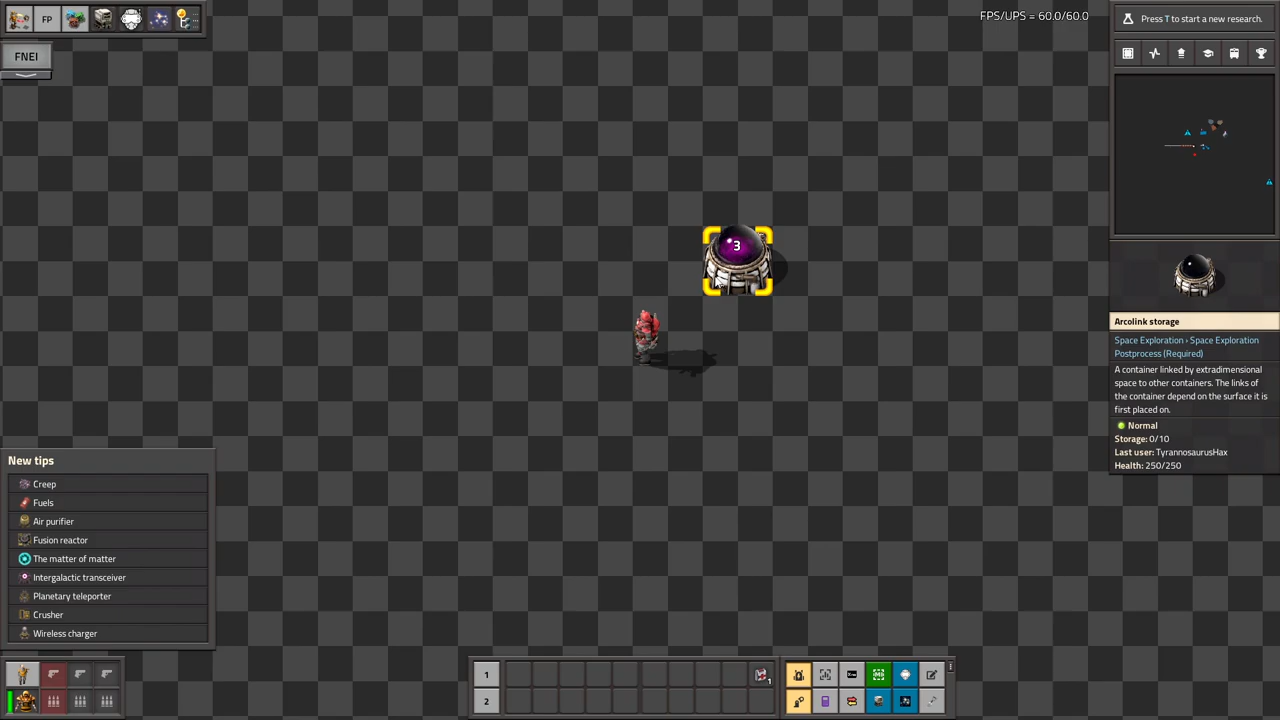 FP
FPS/UPS = 60.0/60.0
Press T to start a new research.
FNEI
3
Arcolink storage
Space Exploration › Space Exploration
Postprocess (Required)
A container linked by extradimensional
space to other containers. The links of
the container depend on the surface it is
first placed on.
Normal
Storage: 0/10
Last user: TyrannosaurusHax
Health: 250/250
New tips
Creep
Fuels
Air purifier
Fusion reactor
The matter of matter
Intergalactic transceiver
Planetary teleporter
Crusher
Wireless charger
1
1
2